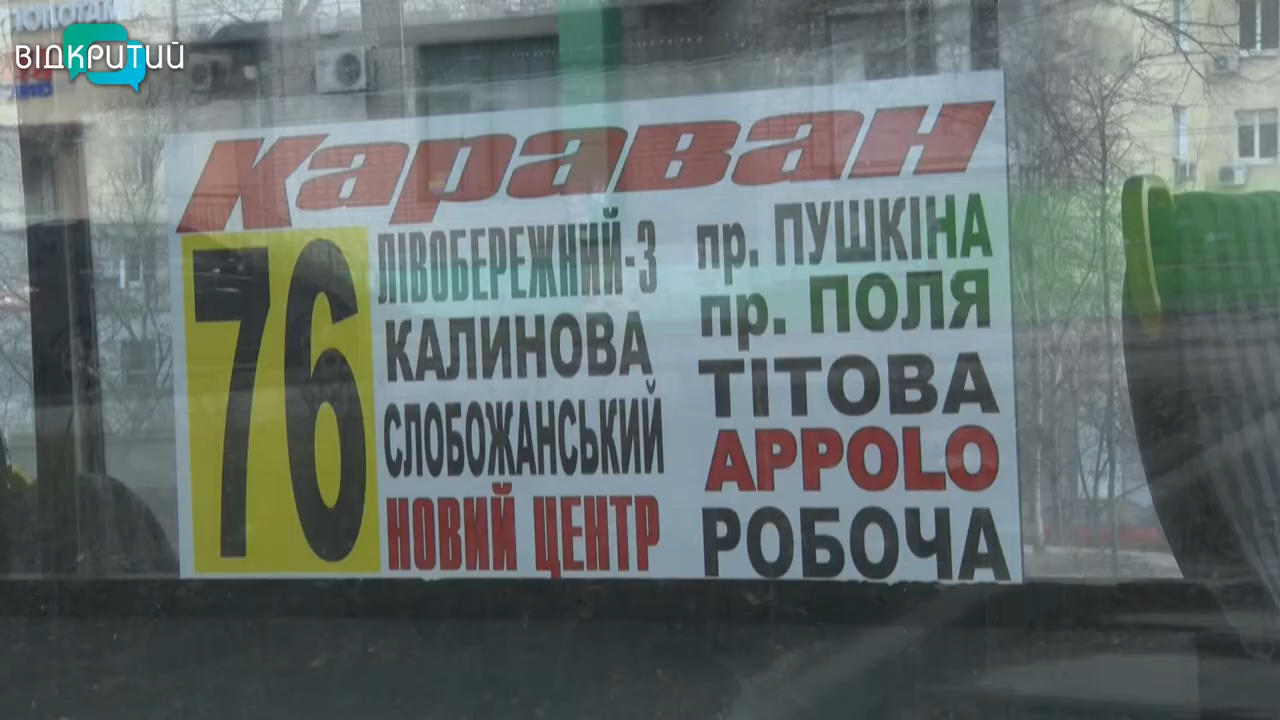 ВІДКРИТИЙ
Караван
76
ЛІВОБЕРЕЖНИЙ-3
КАЛИНОВА
СЛОБОЖАНСЬКИЙ
НОВИЙ ЦЕНТР
пр. ПУШКІНА
пр. ПОЛЯ
ТІТОВА
APPOLO
РОБОЧА